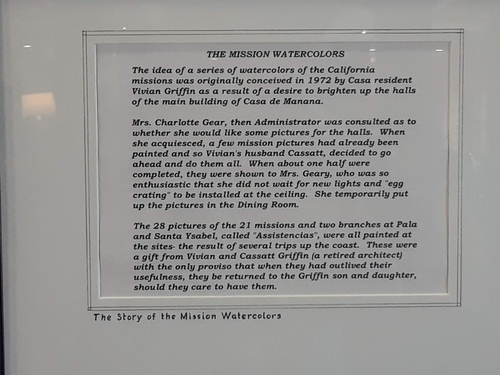 THE MISSION WATERCOLORS
The idea of a series of watercolors of the California
missions was originally conceived in 1972 by Casa resident
Vivian Griffin as a result of a desire to brighten up the halls
of the main building of Casa de Manana.
Mrs. Charlotte Gear, then Administrator was consulted as to
whether she would like some pictures for the halls. When
she acquiesced, a few mission pictures had already been
painted and so Vivian's husband Cassatt, decided to go
ahead and do them all. When about one half were
completed, they were shown to Mrs. Geary, who was so
enthusiastic that she did not wait for new lights and "egg
crating" to be installed at the ceiling. She temporarily put
up the pictures in the Dining Room.
The 28 pictures of the 21 missions and two branches at Pala
and Santa Ysabel, called "Assistencias", were all painted at
the sites- the result of several trips up the coast. These were
a gift from Vivian and Cassatt Griffin (a retired architect)
with the only proviso that when they had outlived their
usefulness, they be returned to the Griffin son and daughter,
should they care to have them.
The Story of the Mission Watercolors